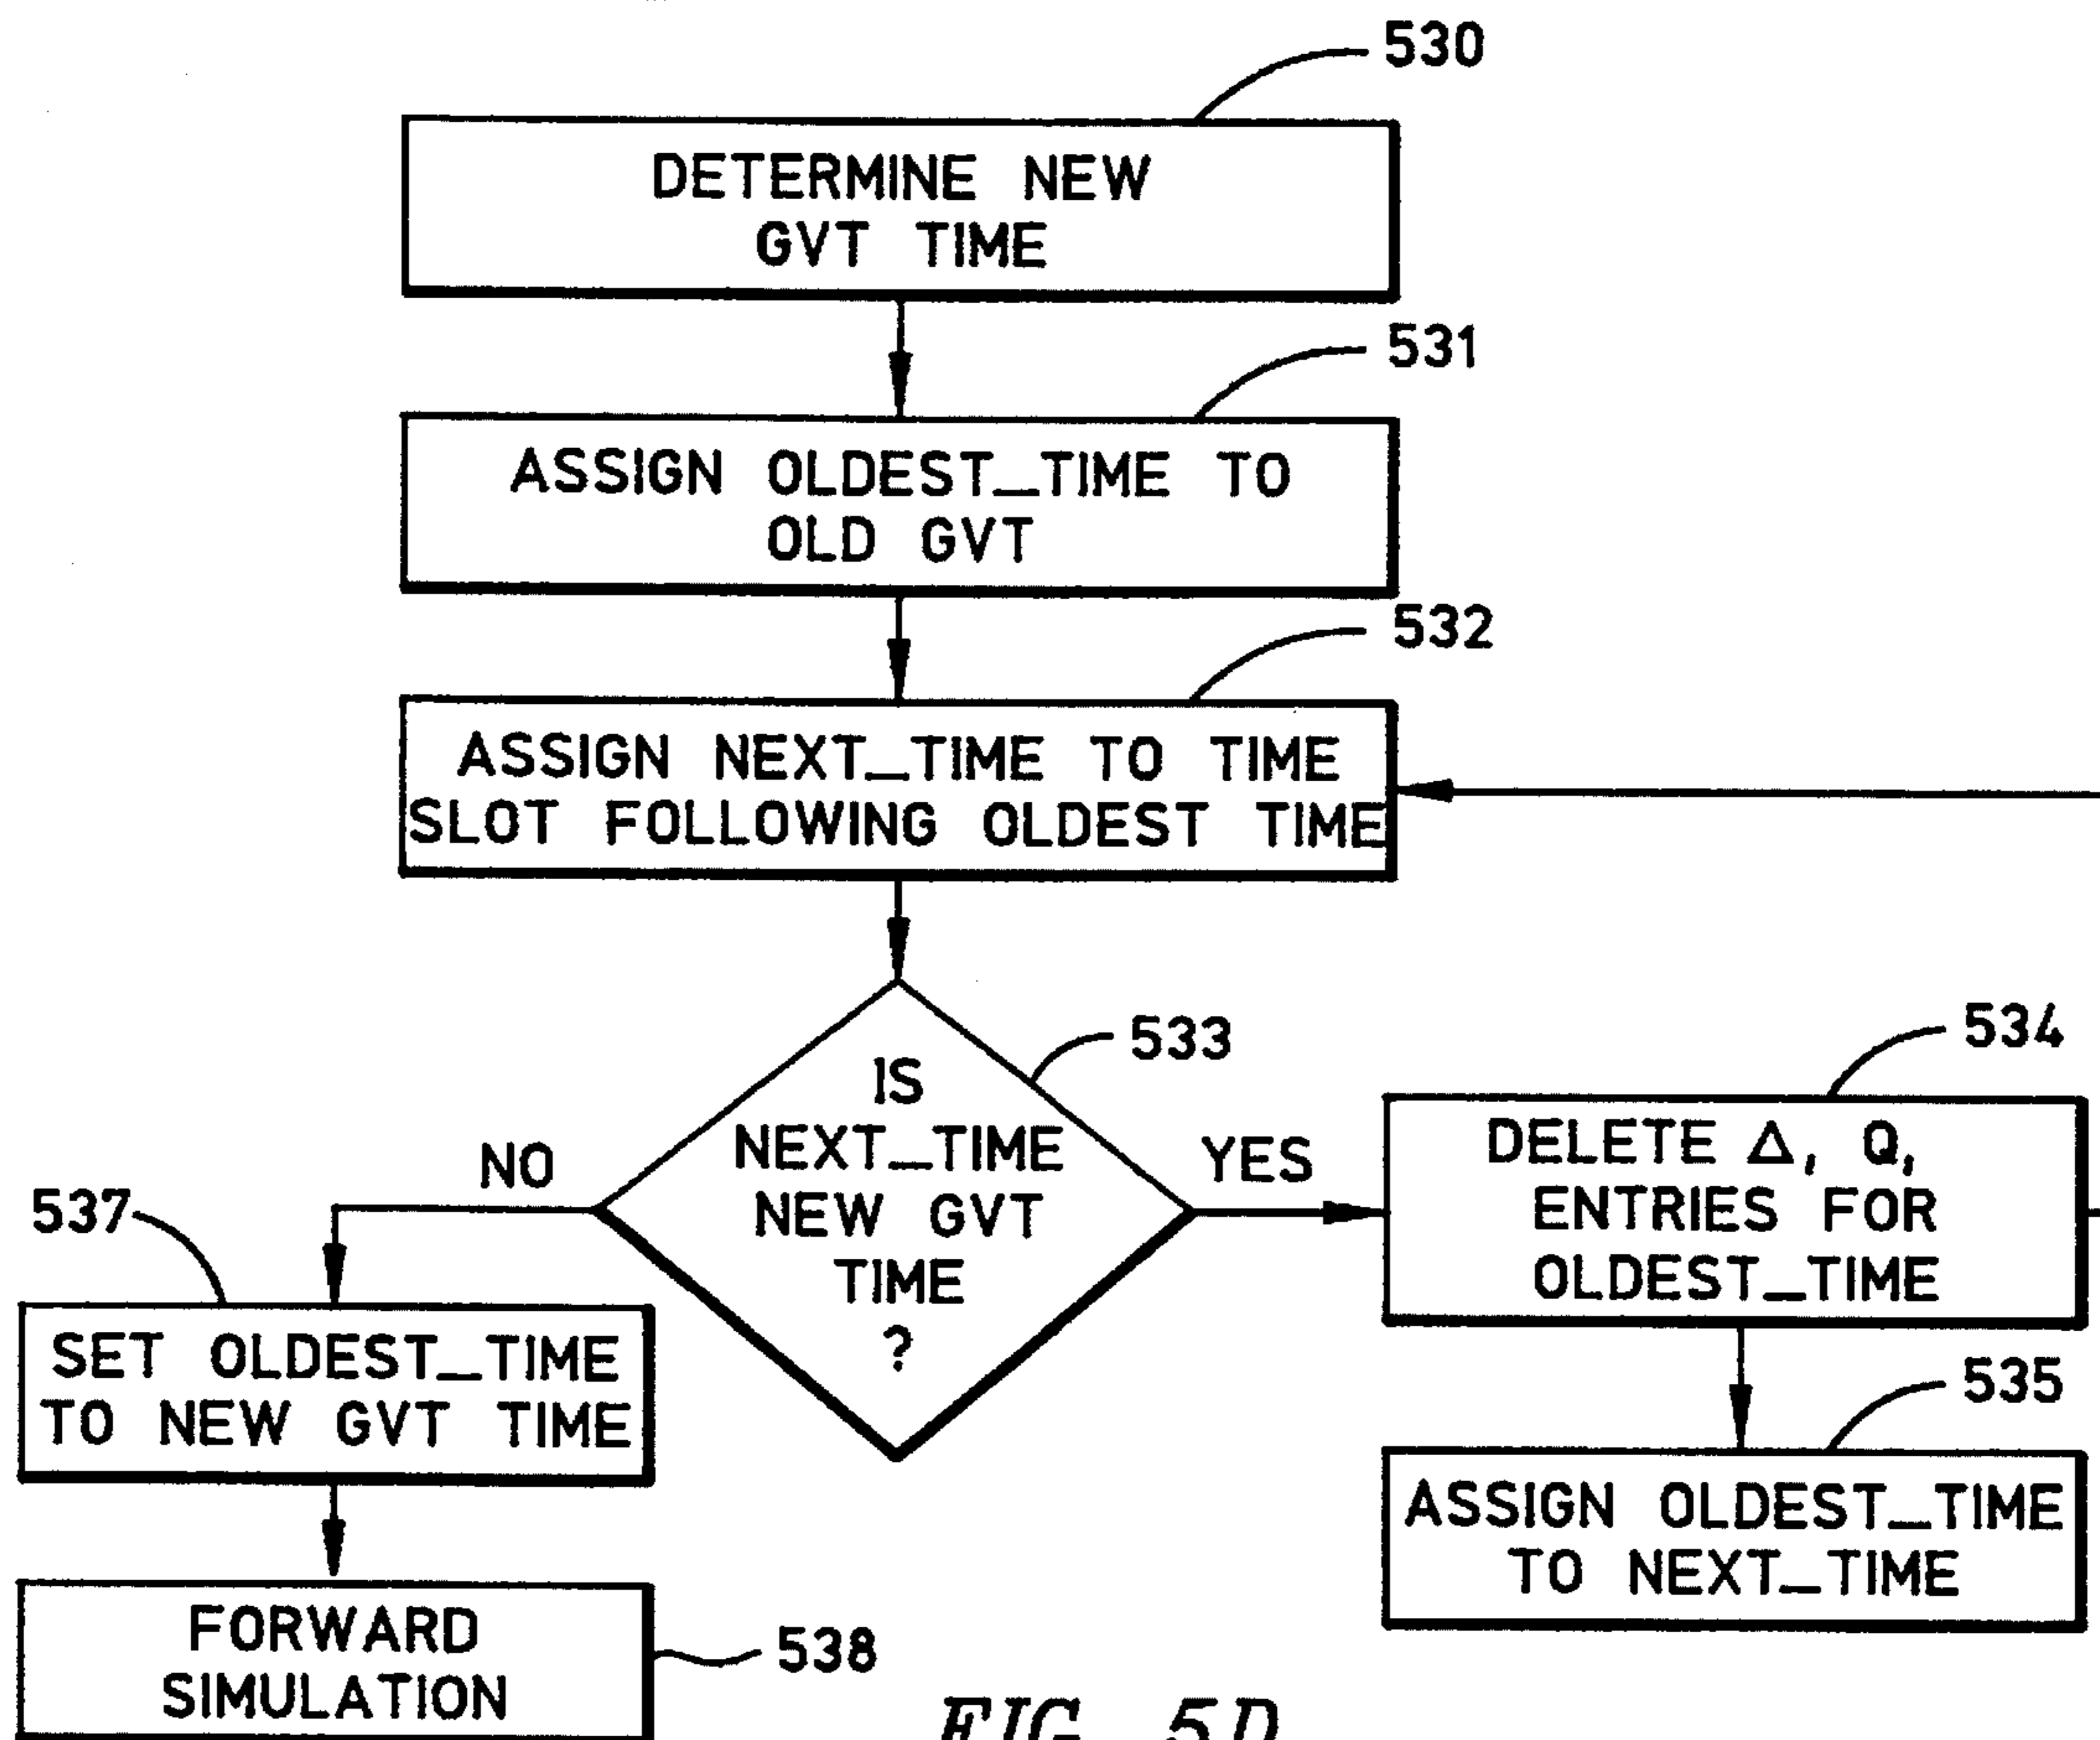 530
DETERMINE NEW
GVT TIME
531
ASSIGN OLDEST_TIME TO
OLD GVT
532
ASSIGN NEXT_TIME TO TIME
SLOT FOLLOWING OLDEST TIME
533
IS
NEXT_TIME
NEW GVT
TIME
?
NO
YES
534
DELETE Δ, Q,
ENTRIES FOR
OLDEST_TIME
537
SET OLDEST_TIME
TO NEW GVT TIME
535
ASSIGN OLDEST_TIME
TO NEXT_TIME
FORWARD
SIMULATION
538
FIG. 5D